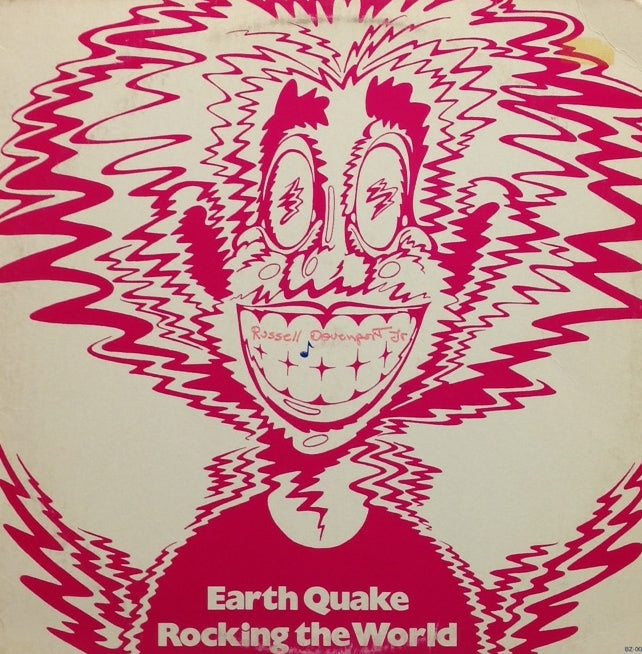 Russell Davenport Jr
Earth Quake
Rocking the World